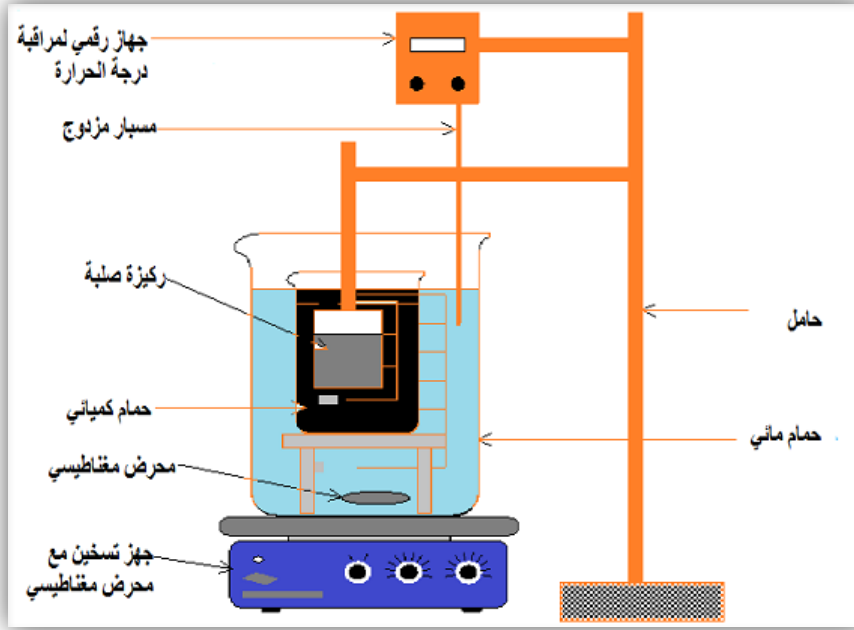 جهاز رقمي لمراقبة
درجة الحرارة
مسبار مزدوج
ركيزة صلبة
حامل
حمام كميائي
حمام مائي
محرض مغناطيسي
جهز تسخين مع
محرض مغناطيسي